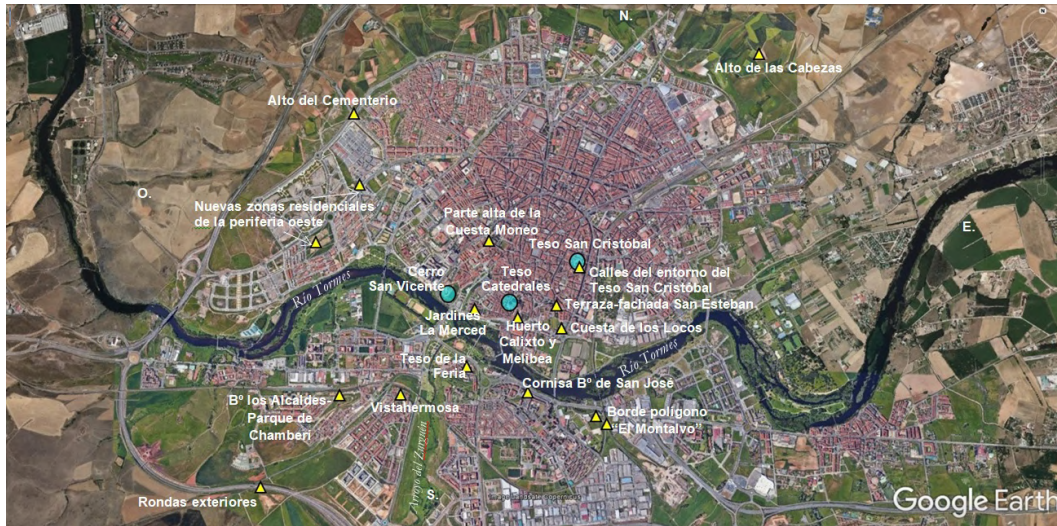 N.
Alto de las Cabezas
Alto del Cementerio
O.
Nuevas zonas residenciales
de la periferia oeste
Parte alta de la
Cuesta Moneo
Teso San Cristóbal
E.
Cerro
San Vicente
Teso
Catedrales
Calles del entorno del
Teso San Cristóbal
Río Tormes
Terraza-fachada San Esteban
Jardines
La Merced
Huerto
Calixto y
Melibea
Cuesta de los Locos
Río Tormes
Teso de la
Feria
Cornisa Bº de San José
Bº los Alcaldes-
Parque de
Chamberí
Vistahermosa
Borde polígono
"El Montalvo"
Arroyo del Zurguén
S.
Rondas exteriores
Google Earth